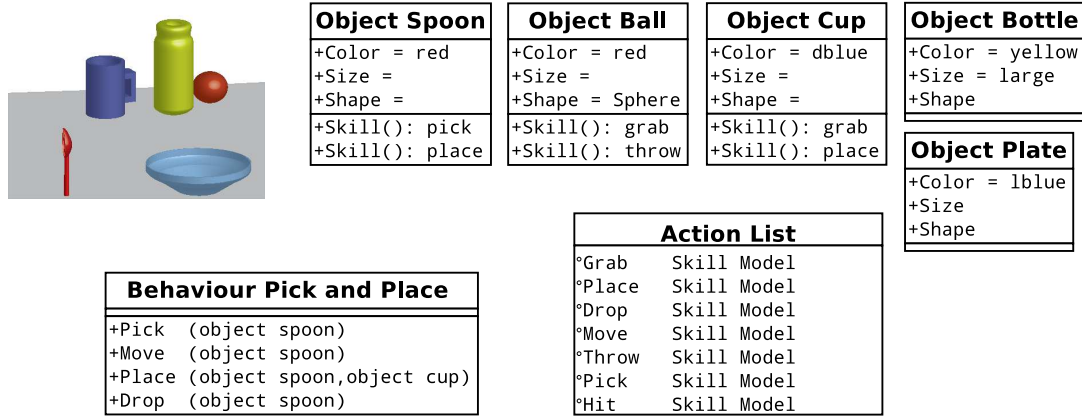 Object Spoon
+Color = red
+Size =
+Shape =
+Skill(): pick
+Skill(): place
Object Ball
+Color = red
+Size =
+Shape = Sphere
+Skill(): grab
+Skill(): throw
Object Cup
+Color = dblue
+Size =
+Shape =
+Skill(): grab
+Skill(): place
Object Bottle
+Color = yellow
+Size = large
+Shape
Object Plate
+Color = lblue
+Size
+Shape
Behaviour Pick and Place
+Pick (object spoon)
+Move (object spoon)
+Place (object spoon,object cup)
+Drop (object spoon)
Action List
°Grab Skill Model
°Place Skill Model
°Drop Skill Model
°Move Skill Model
°Throw Skill Model
°Pick Skill Model
°Hit Skill Model